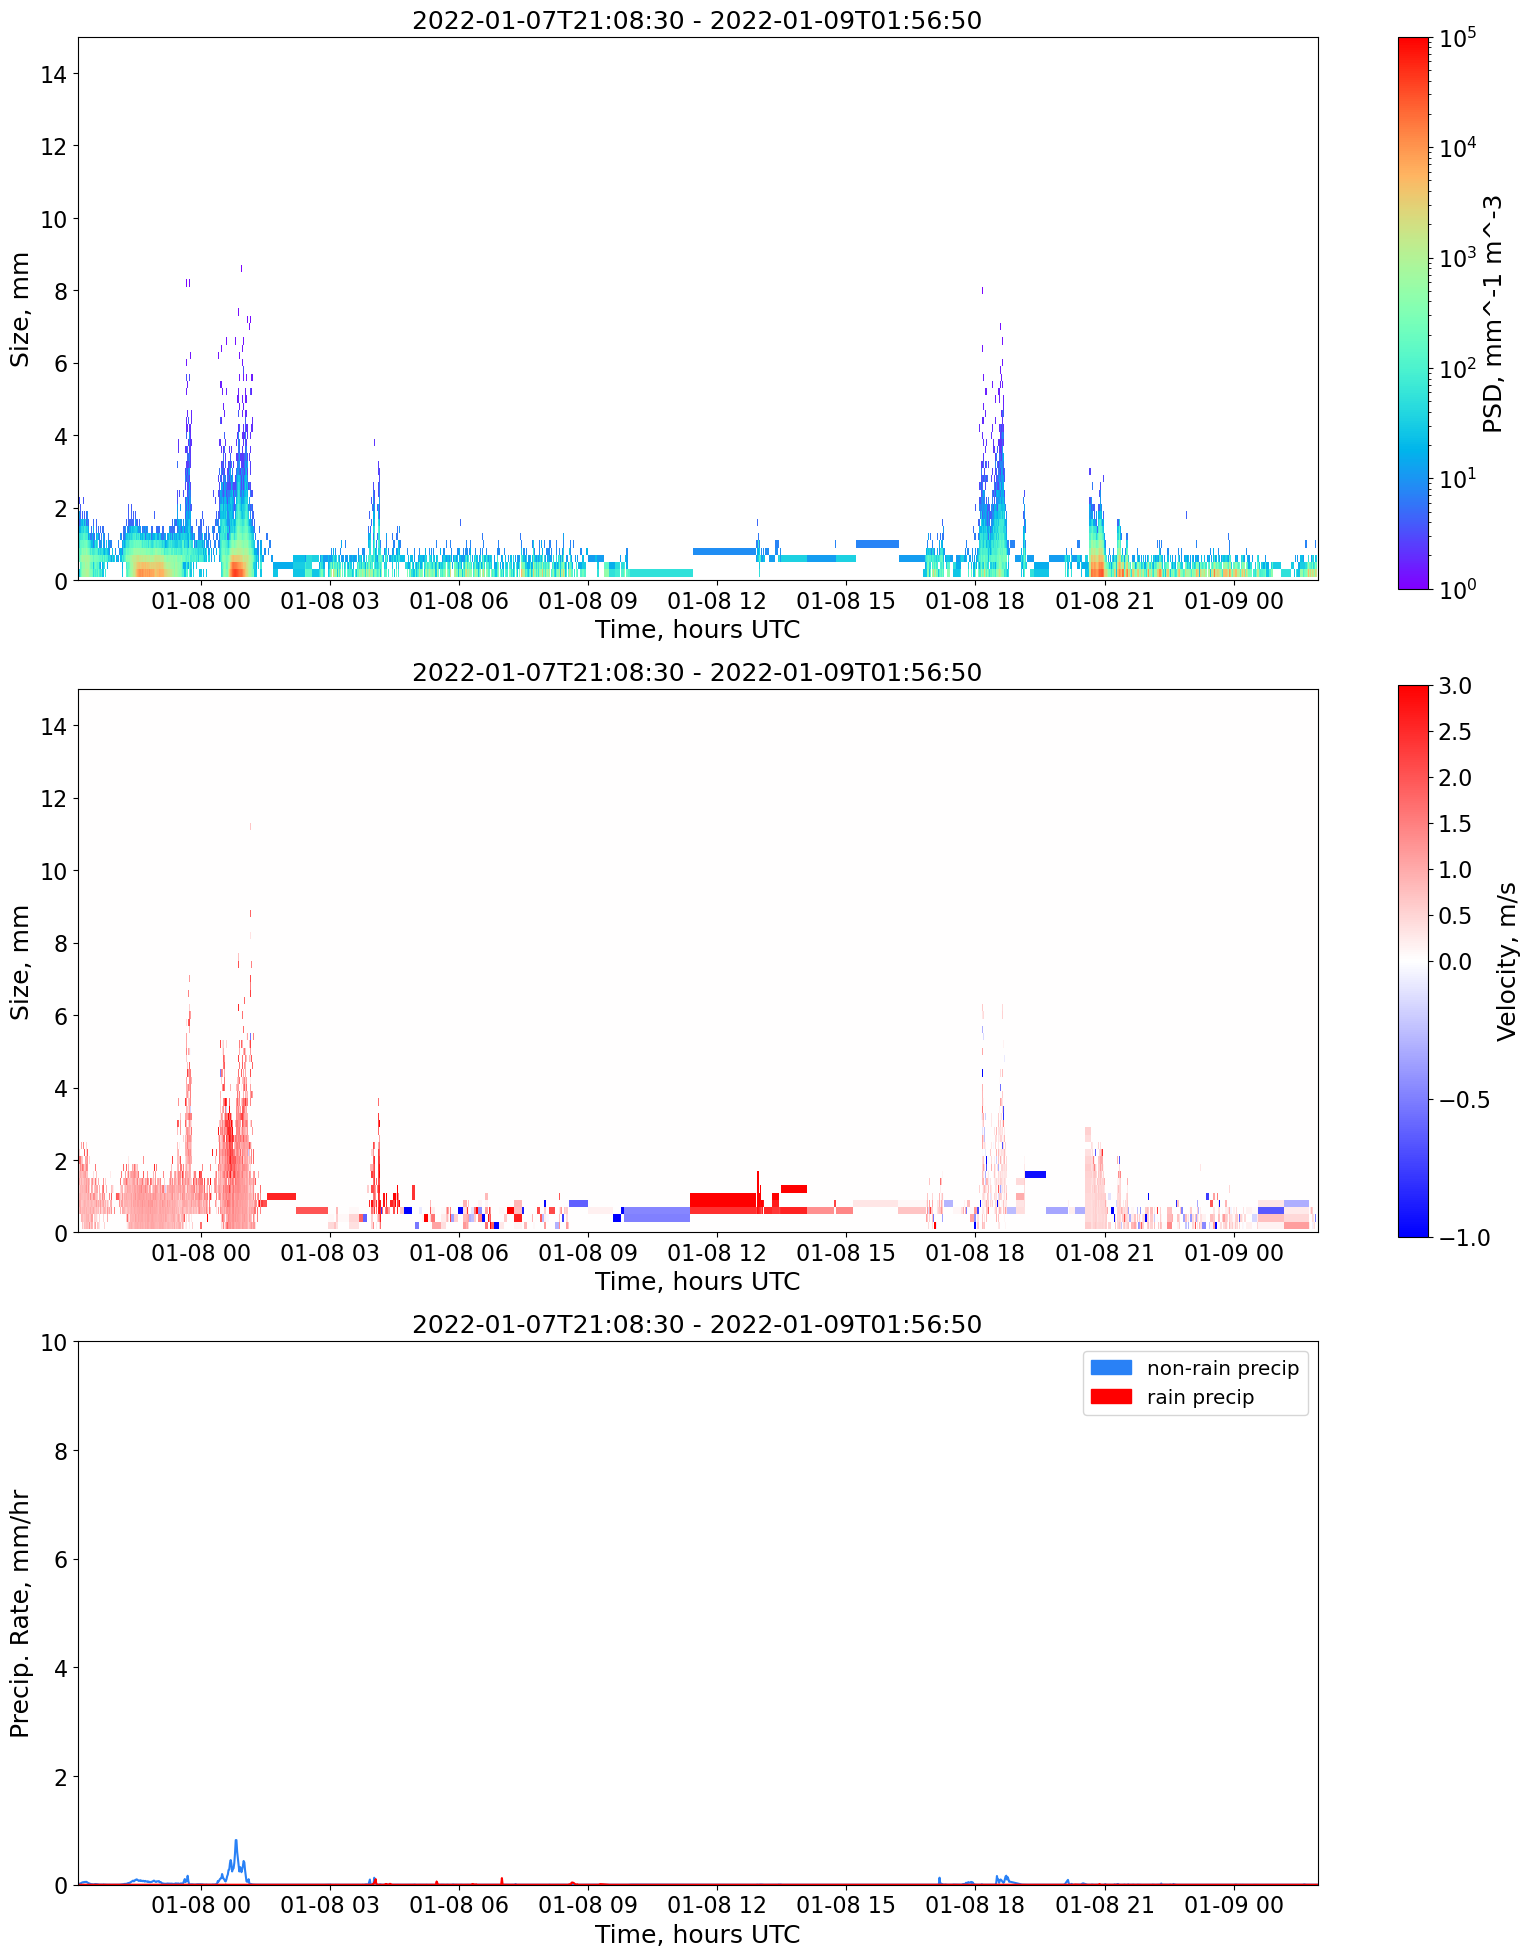 2022-01-07T21:08:30 - 2022-01-09T01:56:50
Size, mm
14
12
10
8
6
4
2
0
01-08 00 01-08 03 01-08 06 01-08 09 01-08 12 01-08 15 01-08 18 01-08 21 01-09 00
Time, hours UTC
10^5
10^4
10^3
10^2
10^1
10^0
PSD, mm^-1 m^-3
2022-01-07T21:08:30 - 2022-01-09T01:56:50
Size, mm
14
12
10
8
6
4
2
0
01-08 00 01-08 03 01-08 06 01-08 09 01-08 12 01-08 15 01-08 18 01-08 21 01-09 00
Time, hours UTC
3.0
2.5
2.0
1.5
1.0
0.5
0.0
−0.5
−1.0
Velocity, m/s
2022-01-07T21:08:30 - 2022-01-09T01:56:50
Precip. Rate, mm/hr
10
8
6
4
2
0
non-rain precip
rain precip
01-08 00 01-08 03 01-08 06 01-08 09 01-08 12 01-08 15 01-08 18 01-08 21 01-09 00
Time, hours UTC